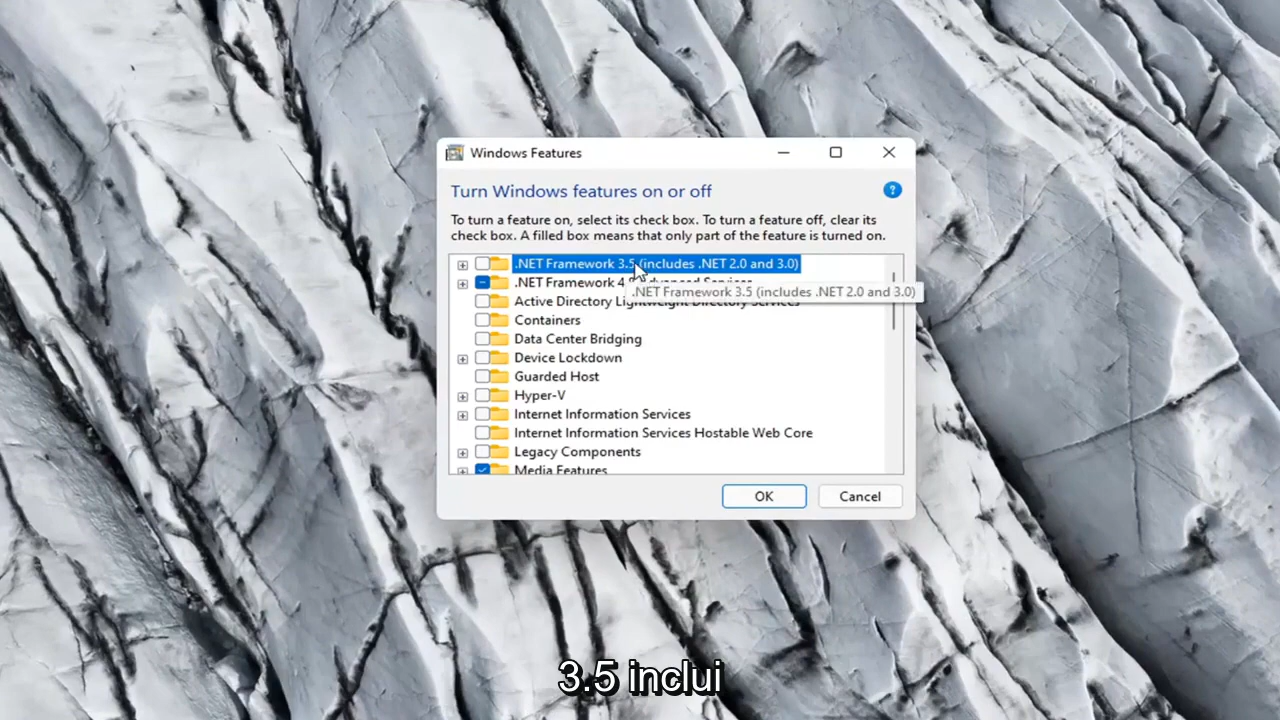 Windows Features
Turn Windows features on or off
?
To turn a feature on, select its check box. To turn a feature off, clear its
check box. A filled box means that only part of the feature is turned on.
.NET Framework 3.5 (includes .NET 2.0 and 3.0)
.NET Framework 4
.NET Framework 3.5 (includes .NET 2.0 and 3.0)
Active Directory Lightweight Directory Services
Containers
Data Center Bridging
Device Lockdown
Guarded Host
Hyper-V
Internet Information Services
Internet Information Services Hostable Web Core
Legacy Components
Media Features
OK Cancel
3.5 inclui